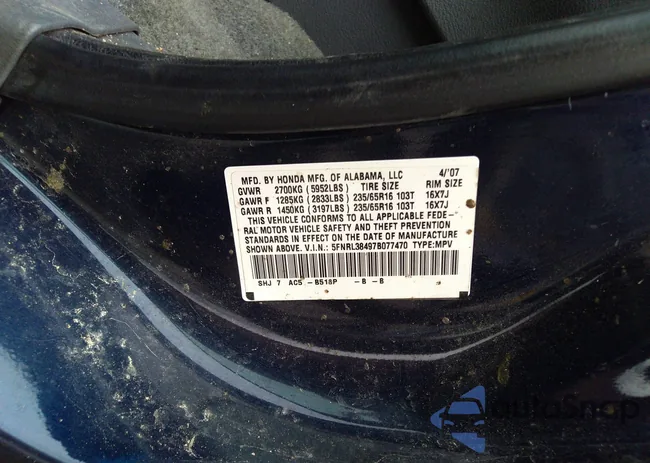 MFD. BY HONDA MFG. OF ALABAMA, LLC 4/'07
GVWR 2700KG (5952LBS) TIRE SIZE RIM SIZE
GAWR F 1285KG (2833LBS) 235/65R16 103T 16X7J
GAWR R 1450KG (3197LBS) 235/65R16 103T 16X7J
THIS VEHICLE CONFORMS TO ALL APPLICABLE FEDE-
RAL MOTOR VEHICLE SAFETY AND THEFT PREVENTION
STANDARDS IN EFFECT ON THE DATE OF MANUFACTURE
SHOWN ABOVE. V.I.N.: 5FNRL38497B077470 TYPE:MPV
SHJ 7 AC5 -BS18P -B -B
autoSnap